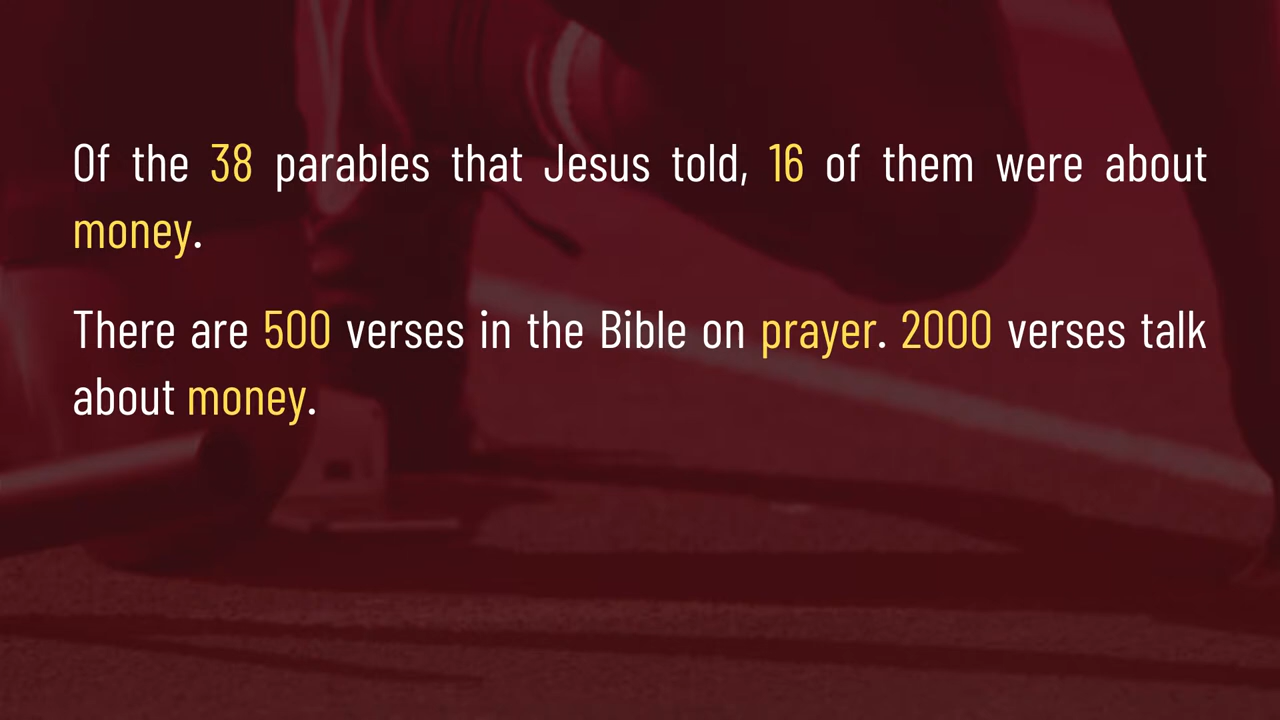 Of the 38 parables that Jesus told, 16 of them were about
money.
There are 500 verses in the Bible on prayer. 2000 verses talk
about money.